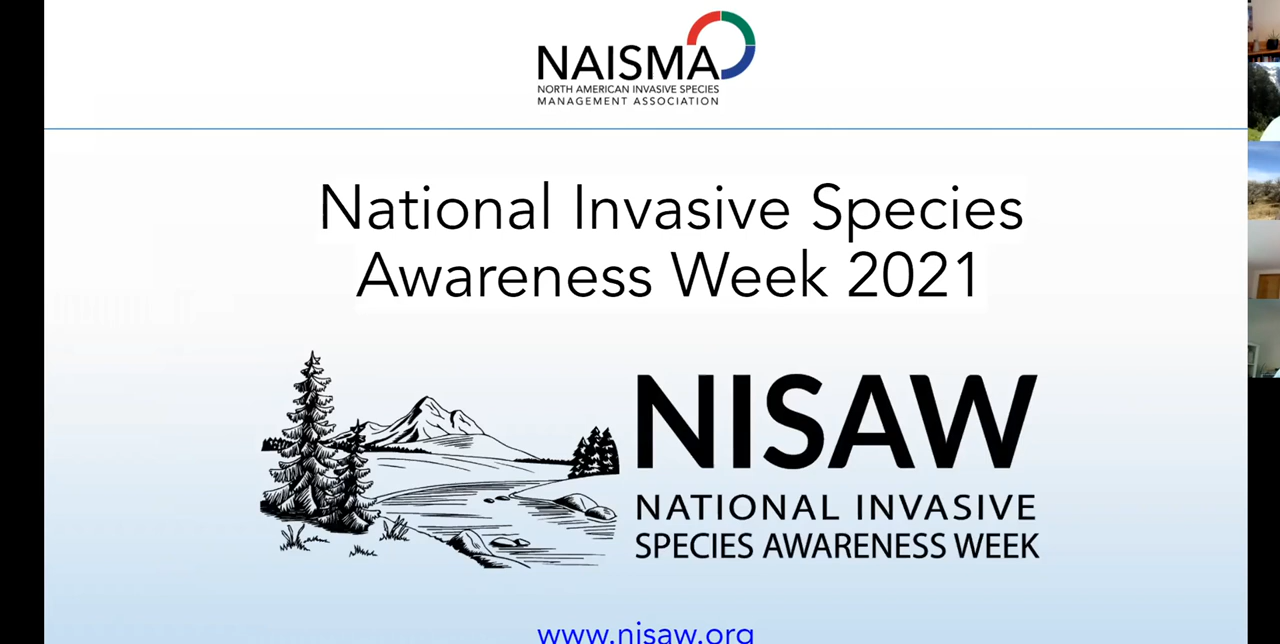 NAISMA
NORTH AMERICAN INVASIVE SPECIES
MANAGEMENT ASSOCIATION
National Invasive Species
Awareness Week 2021
NISAW
NATIONAL INVASIVE
SPECIES AWARENESS WEEK
www.nisaw.org